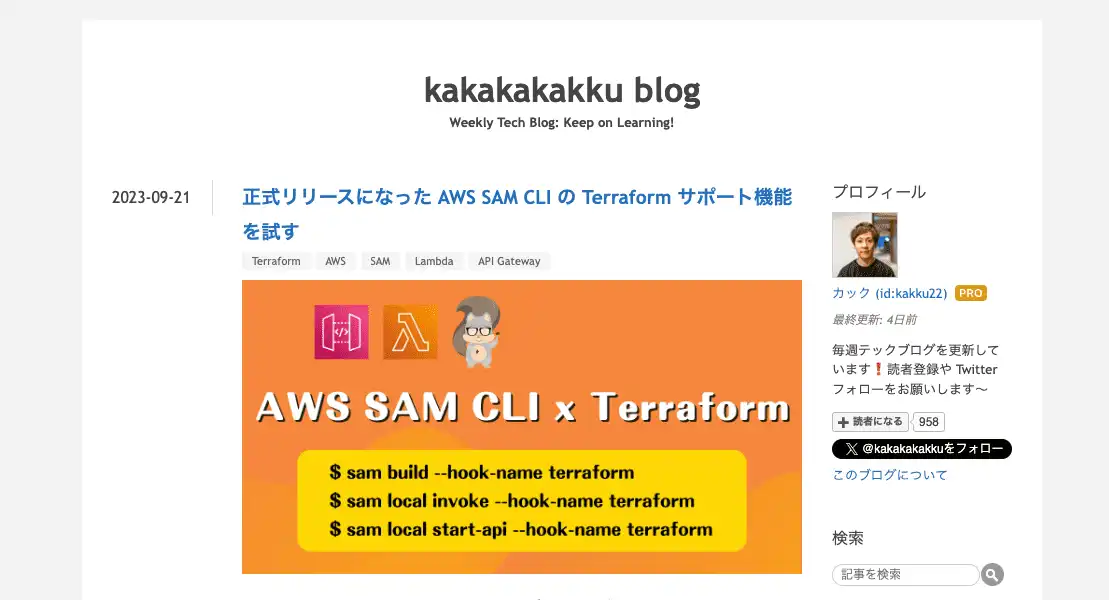 kakakakakku blog
Weekly Tech Blog: Keep on Learning!
2023-09-21
正式リリースになった AWS SAM CLI の Terraform サポート機能
を試す
Terraform
AWS
SAM
Lambda
API Gateway
AWS SAM CLI x Terraform
$ sam build --hook-name terraform
$ sam local invoke --hook-name terraform
$ sam local start-api --hook-name terraform
プロフィール
カック (id:kakku22) PRO
最終更新: 4日前
毎週テックブログを更新して
います❗読者登録や Twitter
フォローをお願いします〜
読者になる 958
@kakakakakkuをフォロー
このブログについて
検索
記事を検索